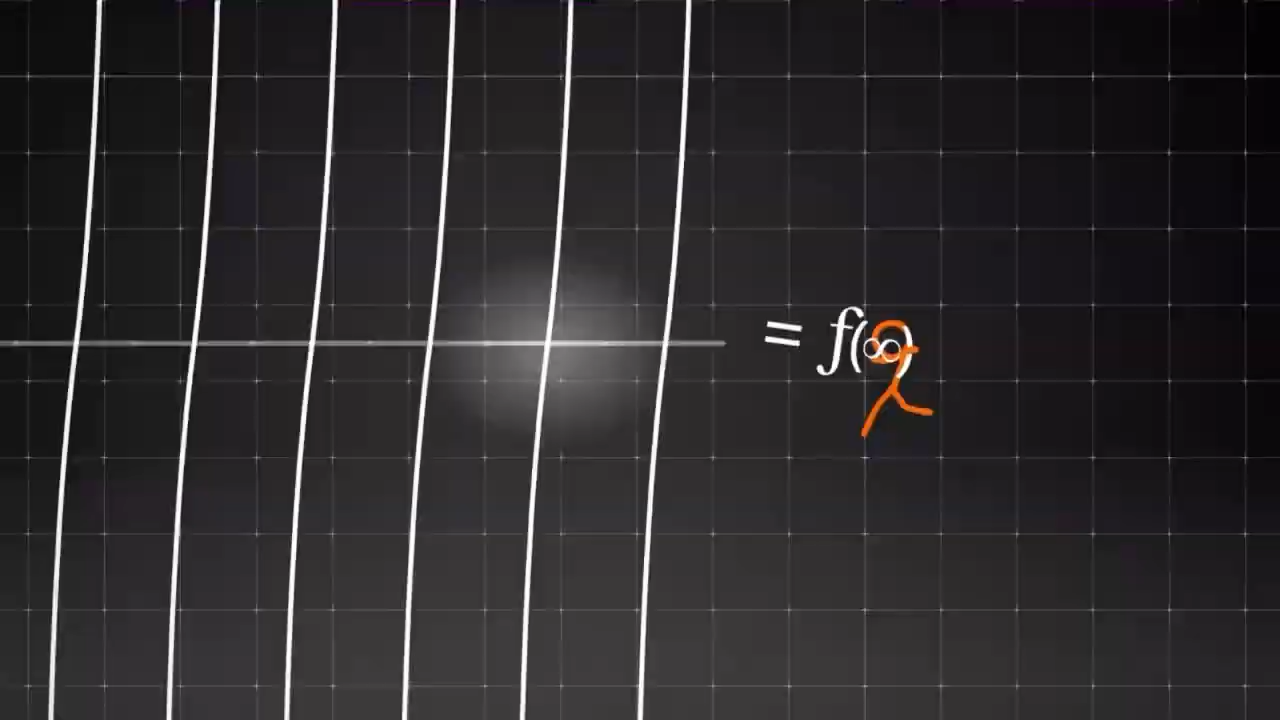 = f(∞)